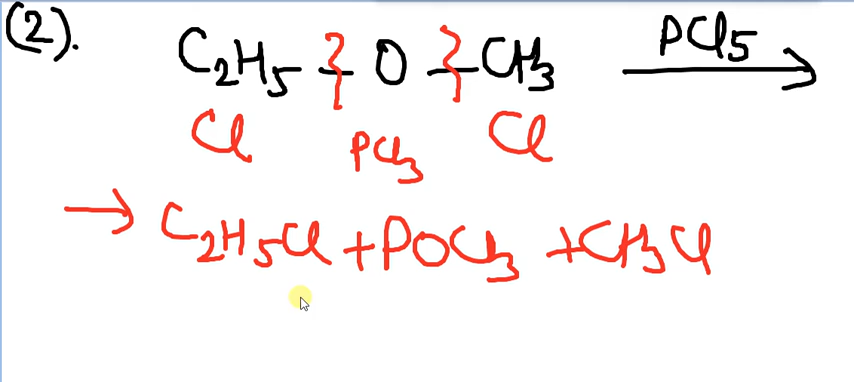 (2). C2H5 - O - CH3 PCl5 →
Cl PCl3 Cl
→ C2H5Cl + POCl3 + CH3Cl